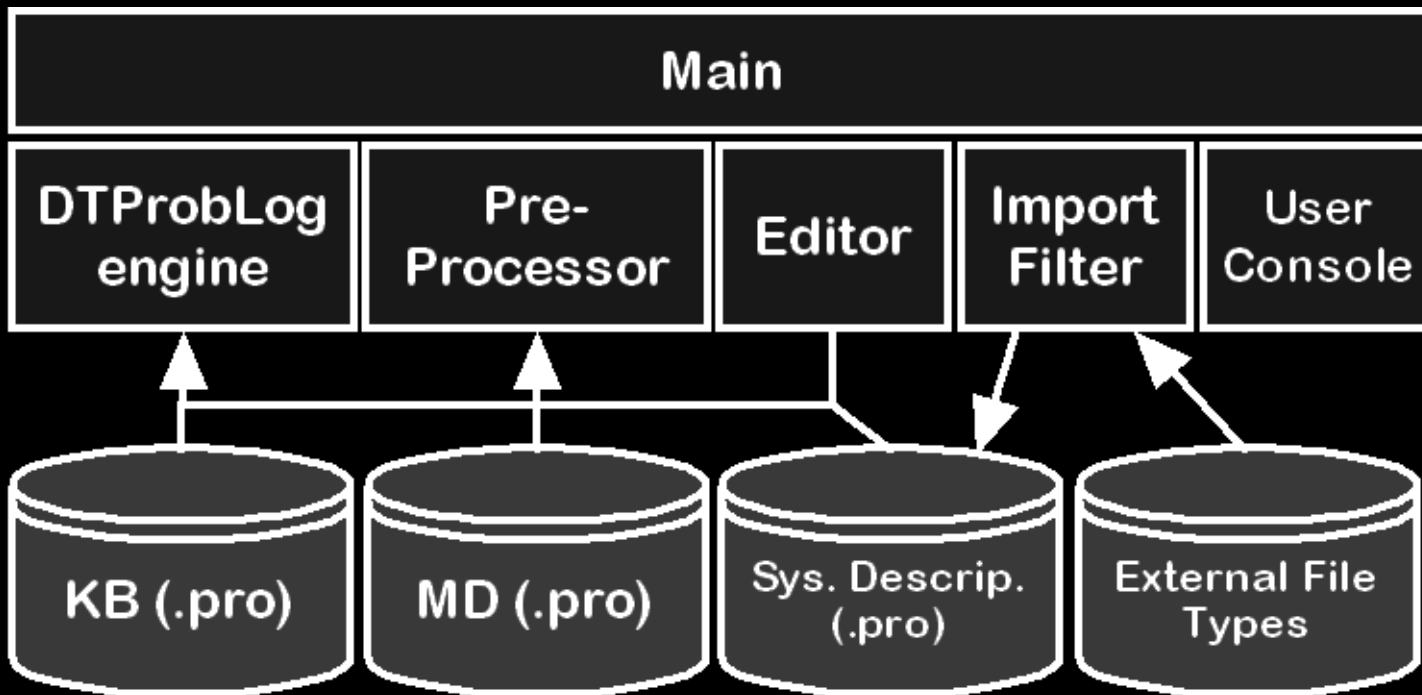 Main
DTProbLog
engine
Pre-
Processor
Editor
Import
Filter
User
Console
KB (.pro)
MD (.pro)
Sys. Descrip.
(.pro)
External File
Types